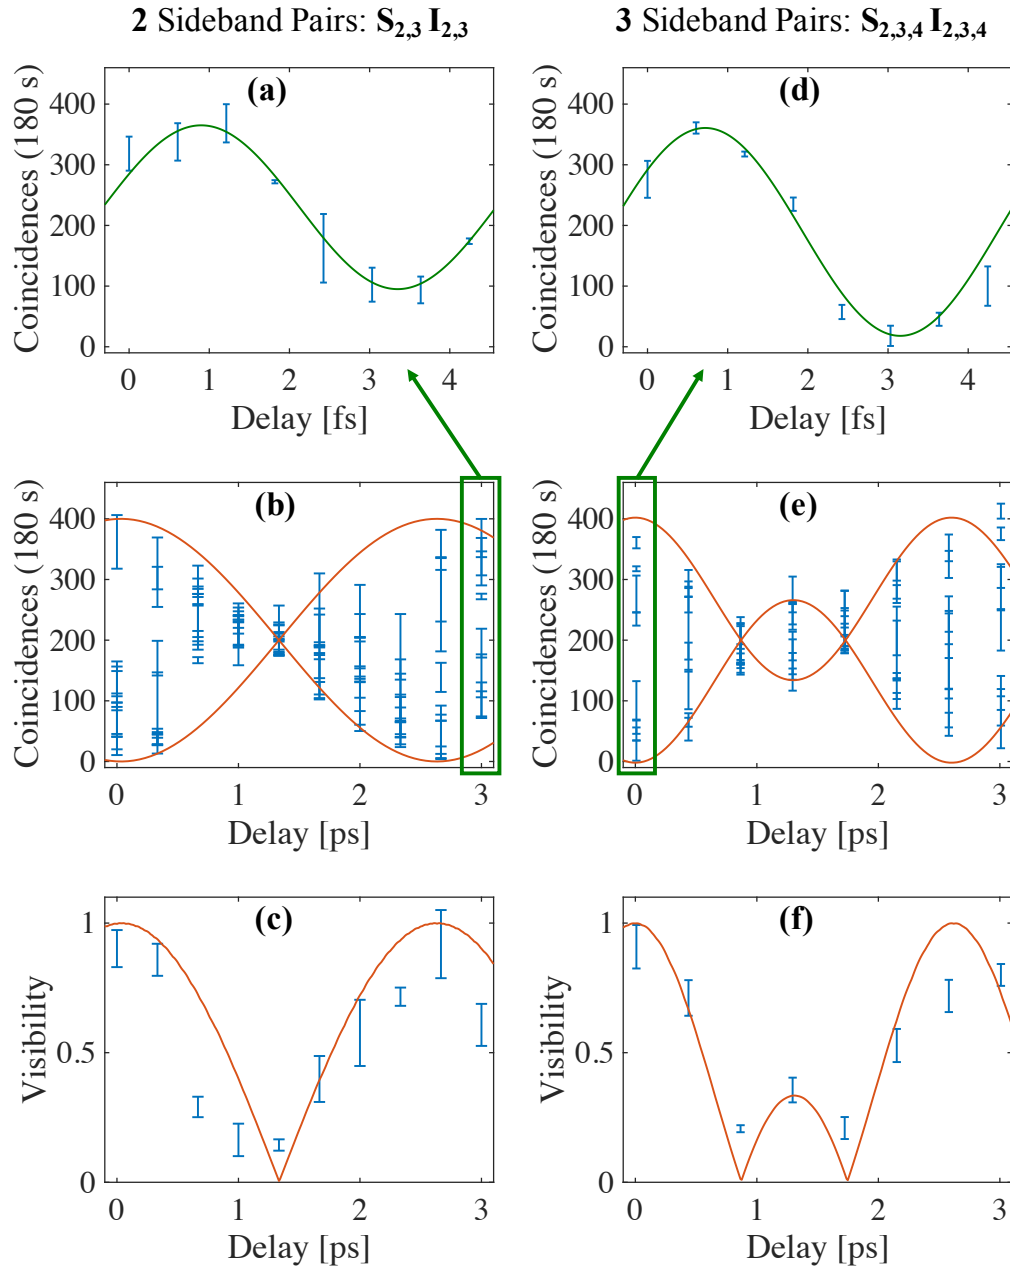 2 Sideband Pairs: S2,3 I2,3
3 Sideband Pairs: S2,3,4 I2,3,4
(a)
Coincidences (180 s)
400
300
200
100
0
0 1 2 3 4
Delay [fs]
(d)
Coincidences (180 s)
400
300
200
100
0
0 1 2 3 4
Delay [fs]
(b)
Coincidences (180 s)
400
300
200
100
0
0 1 2 3
Delay [ps]
(e)
Coincidences (180 s)
400
300
200
100
0
0 1 2 3
Delay [ps]
(c)
Visibility
1
0.5
0
0 1 2 3
Delay [ps]
(f)
Visibility
1
0.5
0
0 1 2 3
Delay [ps]